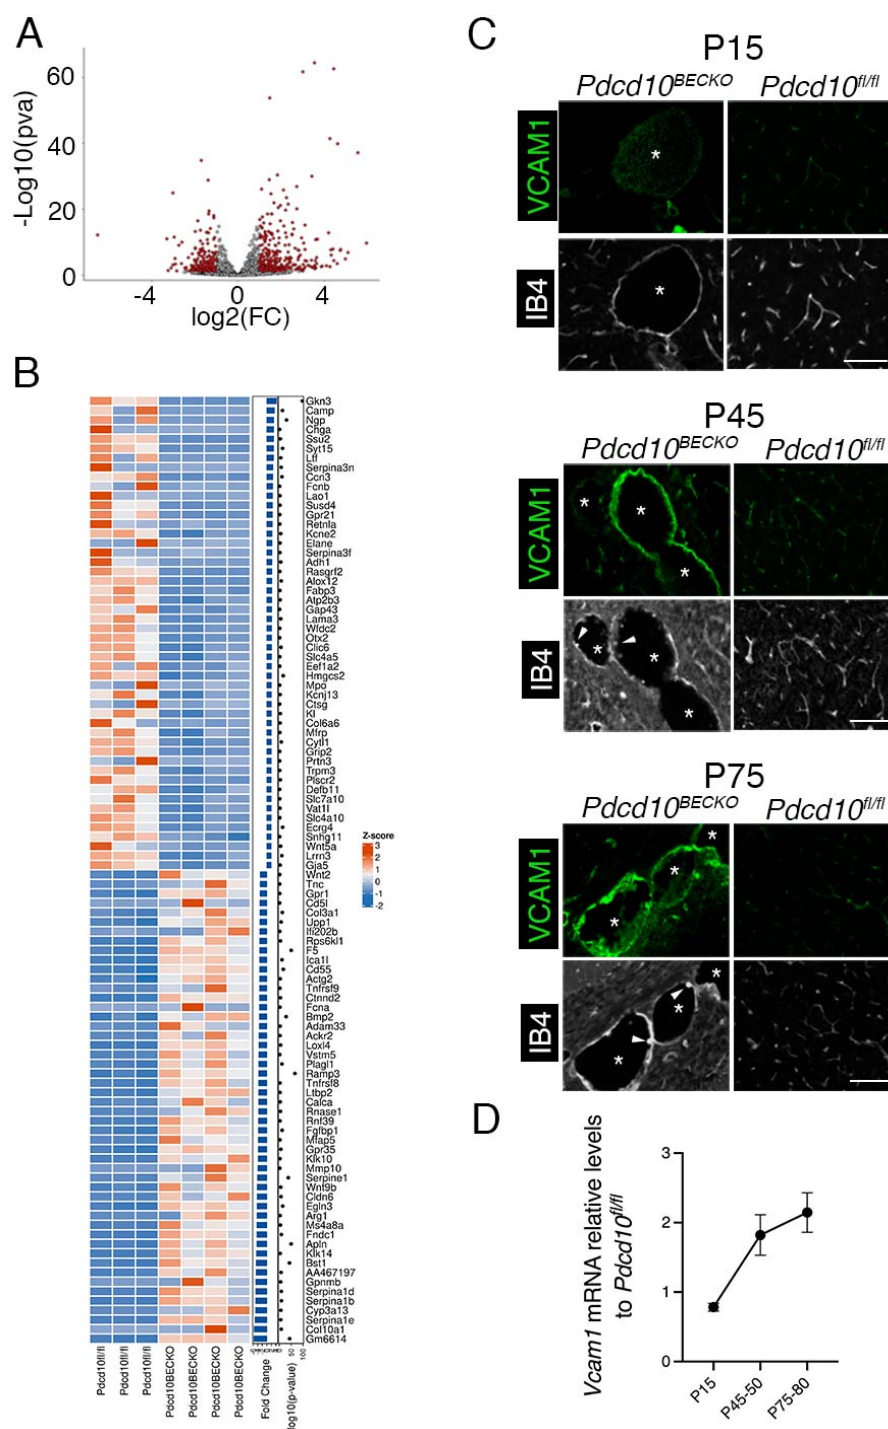 A
-Log10(pva)
60
40
20
0
-4 0 4
log2(FC)
B
Gkn3
Camp
Ngp
Chga
Ssu2
Syt15
Ltf
Serpina3n
Ccn3
Fcnb
Lao1
Susd4
Gpr21
Retnla
Kcne2
Elane
Serpina3f
Adh1
Rasgrf2
Alox12
Fabp3
Atp2b3
Gap43
Lama3
Wfdc2
Otx2
Clic6
Slc4a5
Eef1a2
Hmgcs2
Mpo
Kcnj13
Ctsg
Kl
Col6a6
Mfrp
Cytl1
Grip2
Prtn3
Trpm3
Plscr2
Defb11
Slc7a10
Vat1l
Slc4a10
Ecrg4
Snhg11
Wnt5a
Lrrn3
Gja5
Wnt2
Tnc
Gpr1
Cd5l
Col3a1
Upp1
Ifi202b
Rps6kl1
F5
Ica1l
Cd55
Actg2
Tnfrsf9
Ctnnd2
Fcna
Bmp2
Adam33
Ackr2
Loxl4
Vstm5
Plagl1
Ramp3
Tnfrsf8
Ltbp2
Calca
Rnase1
Rnf39
Fgfbp1
Mfap5
Gpr35
Klk10
Mmp10
Serpine1
Wnt9b
Cldn6
Egln3
Arg1
Ms4a8a
Fndc1
Apln
Klk14
Bst1
AA467197
Gpnmb
Serpina1d
Serpina1b
Cyp3a13
Serpina1e
Col10a1
Gm6614
Z-score
3
2
1
0
-1
-2
Pdcd10fl/fl
Pdcd10fl/fl
Pdcd10fl/fl
Pdcd10BECKO
Pdcd10BECKO
Pdcd10BECKO
Pdcd10BECKO
Fold Change
50
100
log10(p-value)
C
P15
Pdcd10BECKO Pdcd10fl/fl
VCAM1
*
IB4
*
P45
Pdcd10BECKO Pdcd10fl/fl
VCAM1
* * *
IB4
* * *
P75
Pdcd10BECKO Pdcd10fl/fl
VCAM1
* * *
IB4
* * *
D
Vcam1 mRNA relative levels
to Pdcd10fl/fl
3
2
1
0
P15
P45-50
P75-80